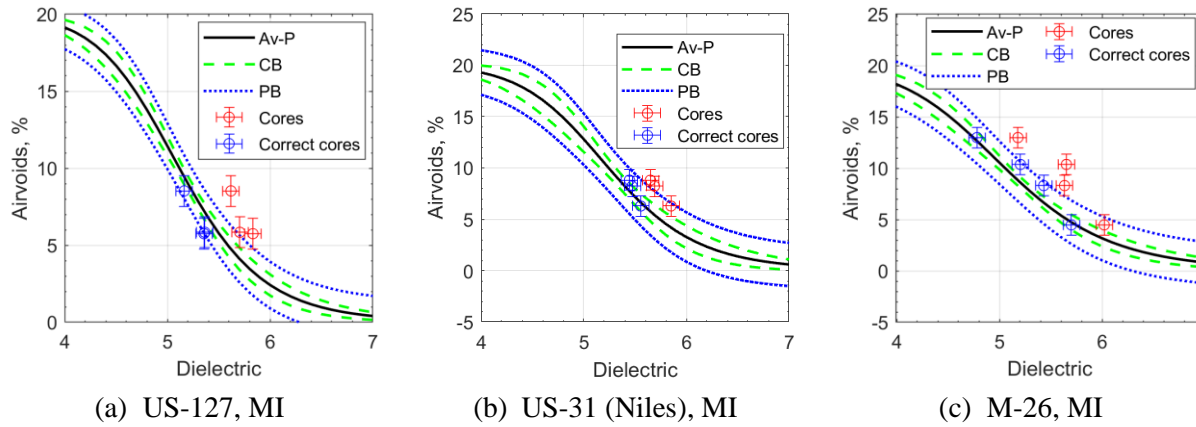 20
15
10
5
0
4
5
6
7
Airvoids, %
Dielectric
Av-P
CB
PB
Cores
Correct cores
(a) US-127, MI
25
20
15
10
5
0
-5
4
5
6
7
Airvoids, %
Dielectric
Av-P
CB
PB
Cores
Correct cores
(b) US-31 (Niles), MI
25
20
15
10
5
0
-5
4
5
6
Airvoids, %
Dielectric
Av-P
CB
PB
Cores
Correct cores
(c) M-26, MI